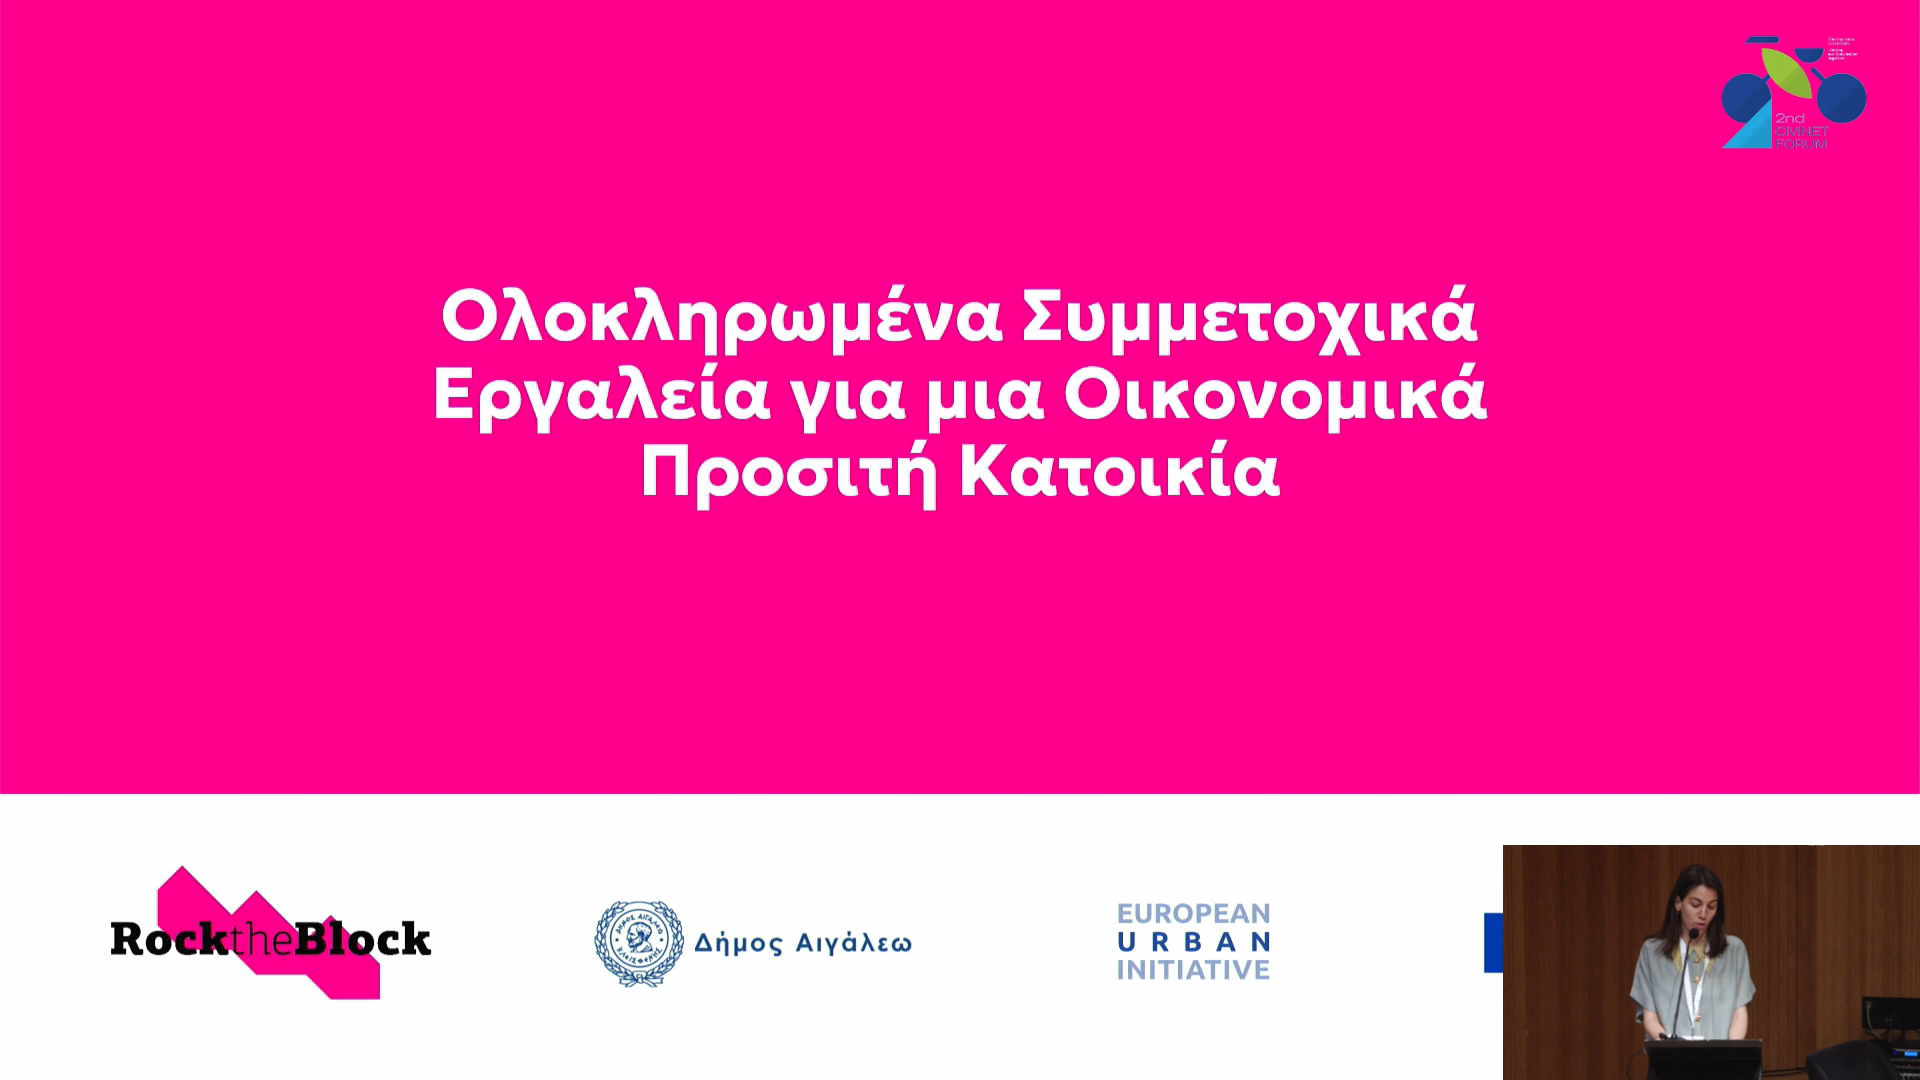 2nd
CIVINET
FORUM
Ολοκληρωμένα Συμμετοχικά
Εργαλεία για μια Οικονομικά
Προσιτή Κατοικία
RocktheBlock
Δήμος Αιγάλεω
EUROPEAN
URBAN
INITIATIVE